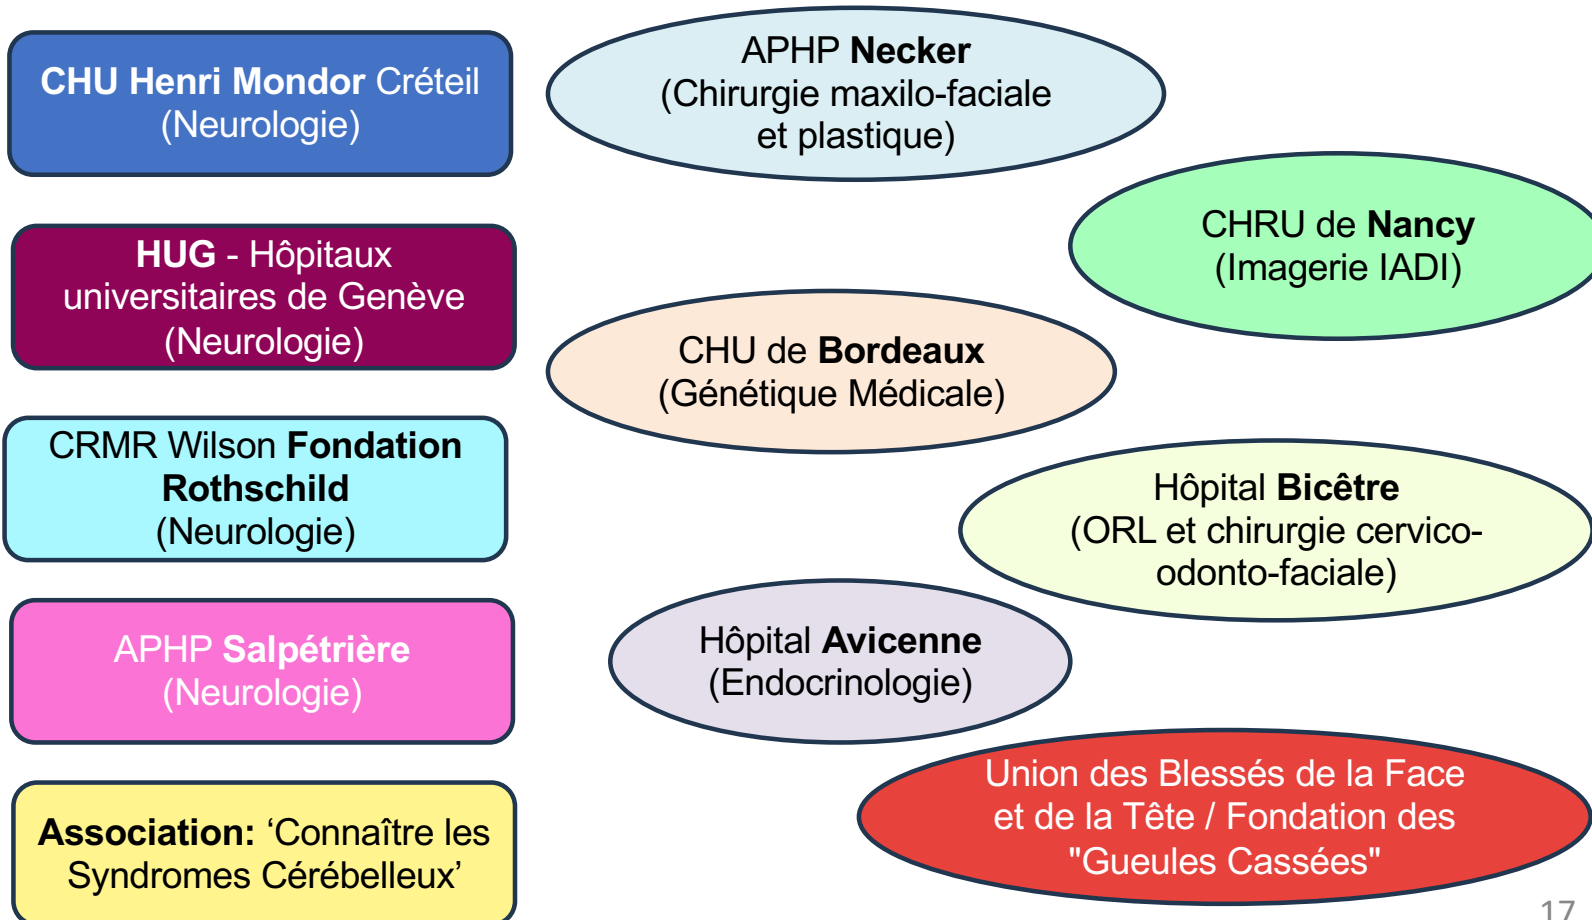 CHU Henri Mondor Créteil
(Neurologie)
APHP Necker
(Chirurgie maxilo-faciale
et plastique)
CHRU de Nancy
(Imagerie IADI)
HUG - Hôpitaux
universitaires de Genève
(Neurologie)
CHU de Bordeaux
(Génétique Médicale)
CRMR Wilson Fondation
Rothschild
(Neurologie)
Hôpital Bicêtre
(ORL et chirurgie cervico-
odonto-faciale)
APHP Salpétrière
(Neurologie)
Hôpital Avicenne
(Endocrinologie)
Union des Blessés de la Face
et de la Tête / Fondation des
"Gueules Cassées"
Association: ‘Connaître les
Syndromes Cérébelleux’
17